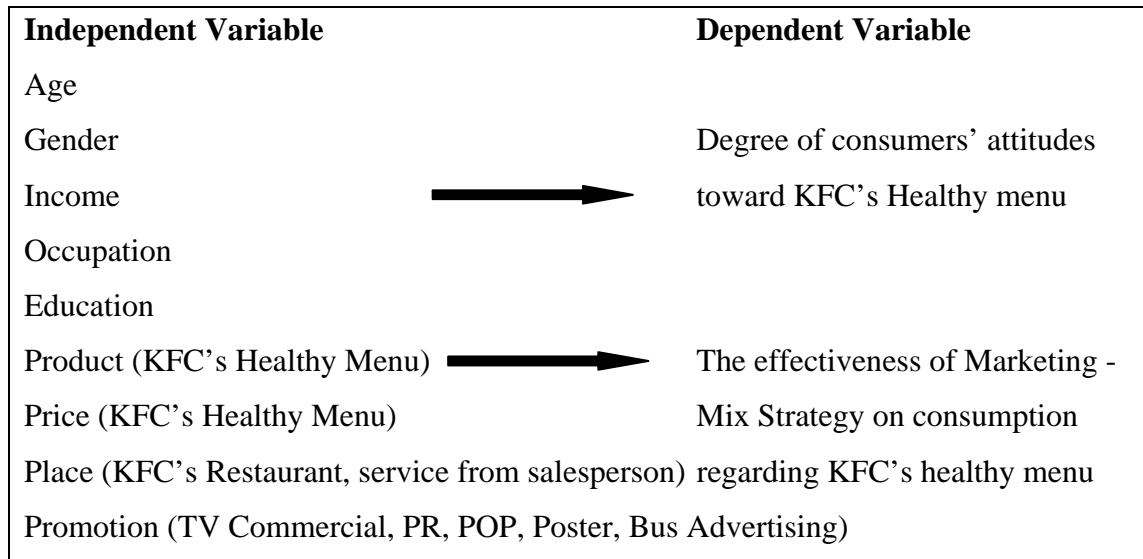 Independent Variable Dependent Variable
Age
Gender Degree of consumers’ attitudes
Income toward KFC’s Healthy menu
Occupation
Education
Product (KFC’s Healthy Menu) The effectiveness of Marketing -
Price (KFC’s Healthy Menu) Mix Strategy on consumption
Place (KFC’s Restaurant, service from salesperson) regarding KFC’s healthy menu
Promotion (TV Commercial, PR, POP, Poster, Bus Advertising)